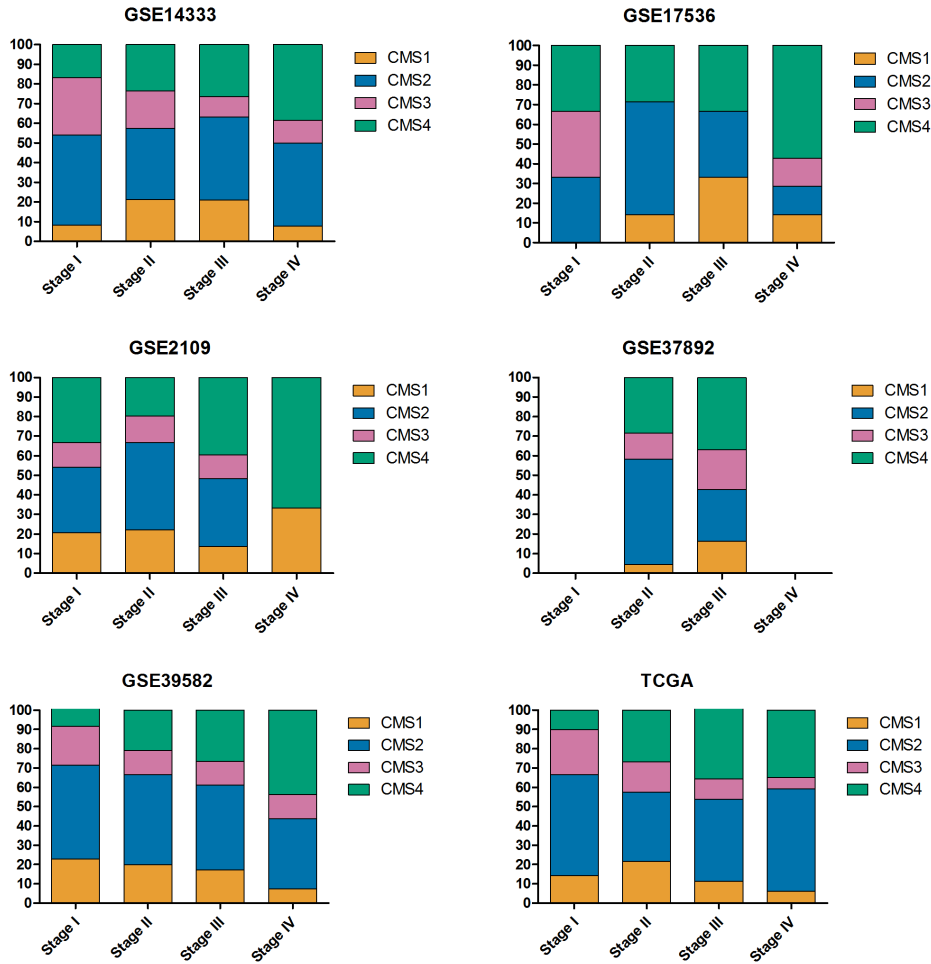 GSE14333
100
90
80
70
60
50
40
30
20
10
0
Stage I
Stage II
Stage III
Stage IV
CMS1
CMS2
CMS3
CMS4
GSE17536
100
90
80
70
60
50
40
30
20
10
0
Stage I
Stage II
Stage III
Stage IV
CMS1
CMS2
CMS3
CMS4
GSE2109
100
90
80
70
60
50
40
30
20
10
0
Stage I
Stage II
Stage III
Stage IV
CMS1
CMS2
CMS3
CMS4
GSE37892
100
90
80
70
60
50
40
30
20
10
0
Stage I
Stage II
Stage III
Stage IV
CMS1
CMS2
CMS3
CMS4
GSE39582
100
90
80
70
60
50
40
30
20
10
0
Stage I
Stage II
Stage III
Stage IV
CMS1
CMS2
CMS3
CMS4
TCGA
100
90
80
70
60
50
40
30
20
10
0
Stage I
Stage II
Stage III
Stage IV
CMS1
CMS2
CMS3
CMS4